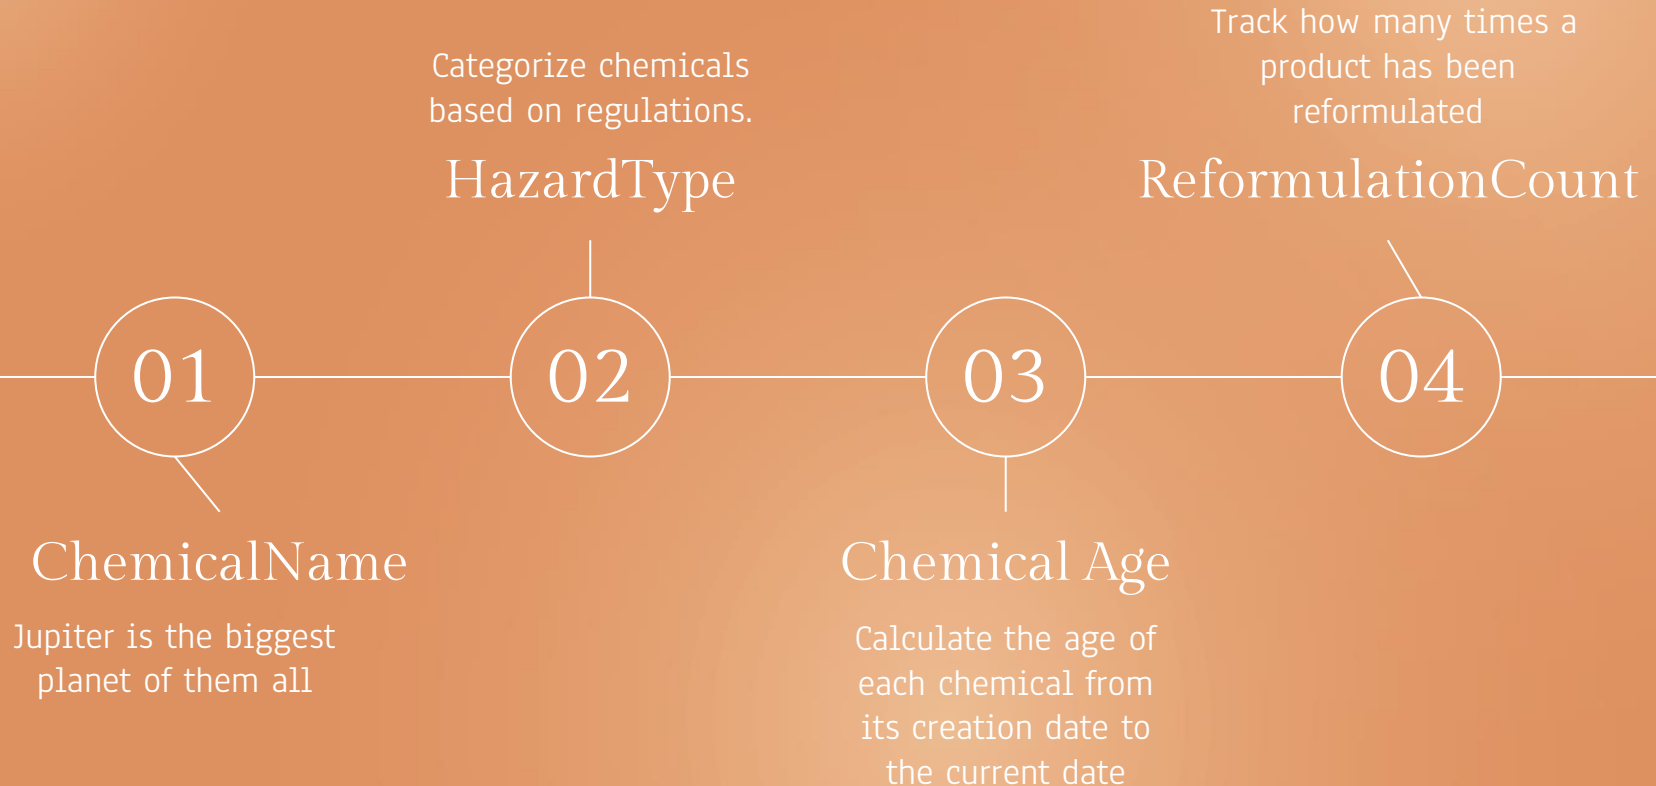 01
ChemicalName
Jupiter is the biggest
planet of them all
Categorize chemicals
based on regulations.
HazardType
02
03
Chemical Age
Calculate the age of
each chemical from
its creation date to
the current date
Track how many times a
product has been
reformulated
ReformulationCount
04